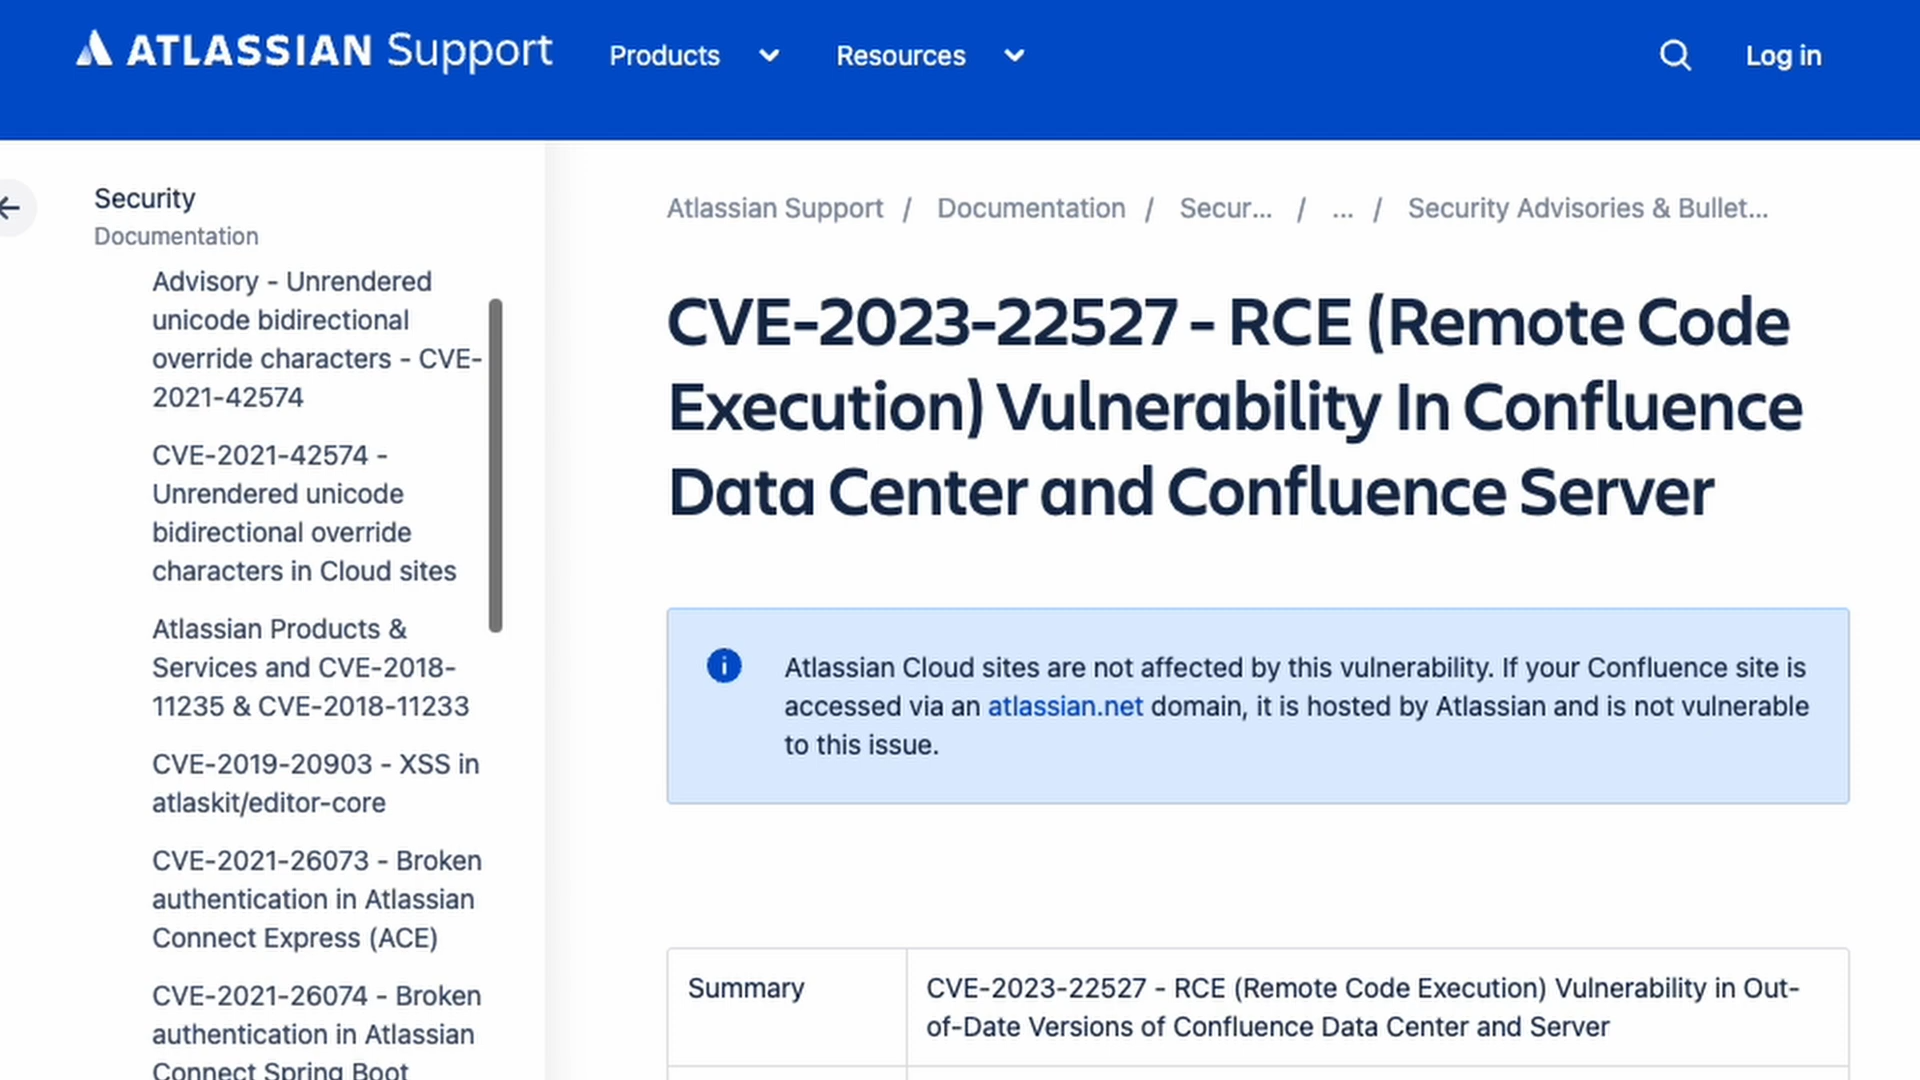 ATLASSIAN Support
Products
Resources
Log in
Security
Documentation
Advisory - Unrendered
unicode bidirectional
override characters - CVE-
2021-42574
CVE-2021-42574 -
Unrendered unicode
bidirectional override
characters in Cloud sites
Atlassian Products &
Services and CVE-2018-
11235 & CVE-2018-11233
CVE-2019-20903 - XSS in
atlaskit/editor-core
CVE-2021-26073 - Broken
authentication in Atlassian
Connect Express (ACE)
CVE-2021-26074 - Broken
authentication in Atlassian
Connect Spring Boot
Atlassian Support / Documentation / Secur... / ... / Security Advisories & Bullet...
CVE-2023-22527 - RCE (Remote Code
Execution) Vulnerability In Confluence
Data Center and Confluence Server
Atlassian Cloud sites are not affected by this vulnerability. If your Confluence site is
accessed via an atlassian.net domain, it is hosted by Atlassian and is not vulnerable
to this issue.
Summary
CVE-2023-22527 - RCE (Remote Code Execution) Vulnerability in Out-
of-Date Versions of Confluence Data Center and Server